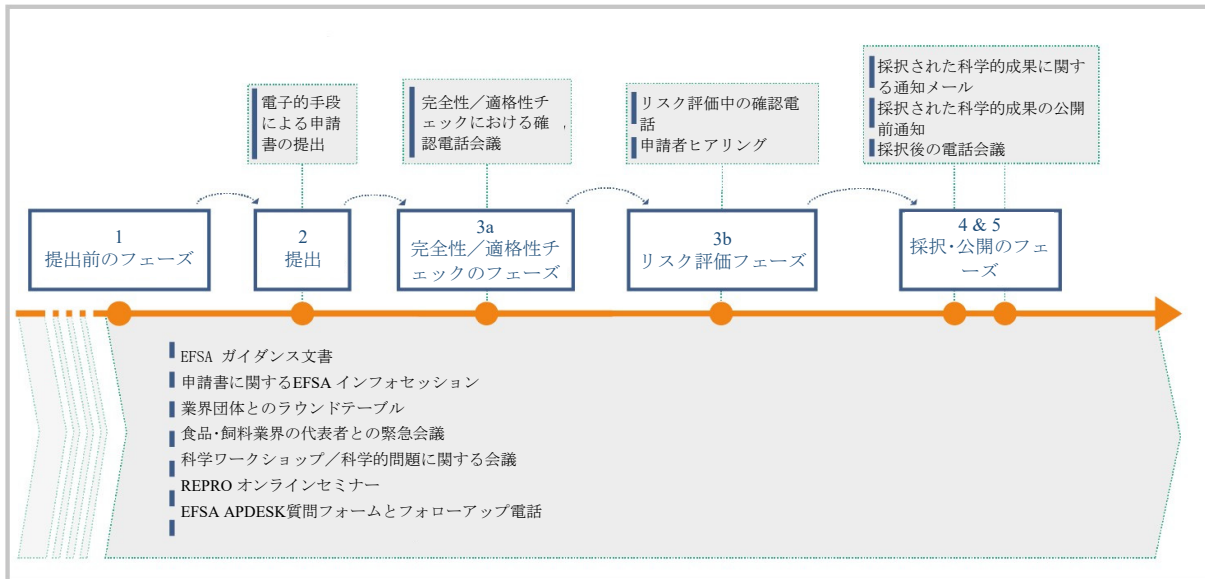 電子的手段
による申請
書の提出
完全性／適格性チ
ェックにおける確
認電話会議
リスク評価中の確認電
話
申請者ヒアリング
採択された科学的成果に関す
る通知メール
採択された科学的成果の公開
前通知
採択後の電話会議
1
提出前のフェーズ
2
提出
3a
完全性／適格性チ
ェックのフェーズ
3b
リスク評価フェーズ
4 & 5
採択・公開のフェ
ーズ
EFSA ガイダンス文書
申請書に関するEFSA インフォセッション
業界団体とのラウンドテーブル
食品・飼料業界の代表者との緊急会議
科学ワークショップ／科学的問題に関する会議
REPRO オンラインセミナー
EFSA APDESK質問フォームとフォローアップ電話